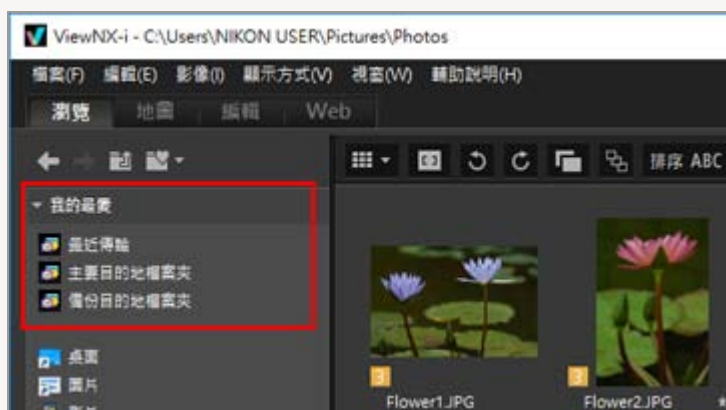 ViewNX-i - C:\Users\NIKON USER\Pictures\Photos
檔案(F) 編輯(E) 影像(I) 顯示方式(V) 視窗(W) 輔助說明(H)
瀏覽 地圖 編輯 Web
排序 ABC
我的最愛
最近傳輸
主要目的地檔案夾
備份目的地檔案夾
桌面
圖片
3 3
Flower1.JPG Flower2.JPG